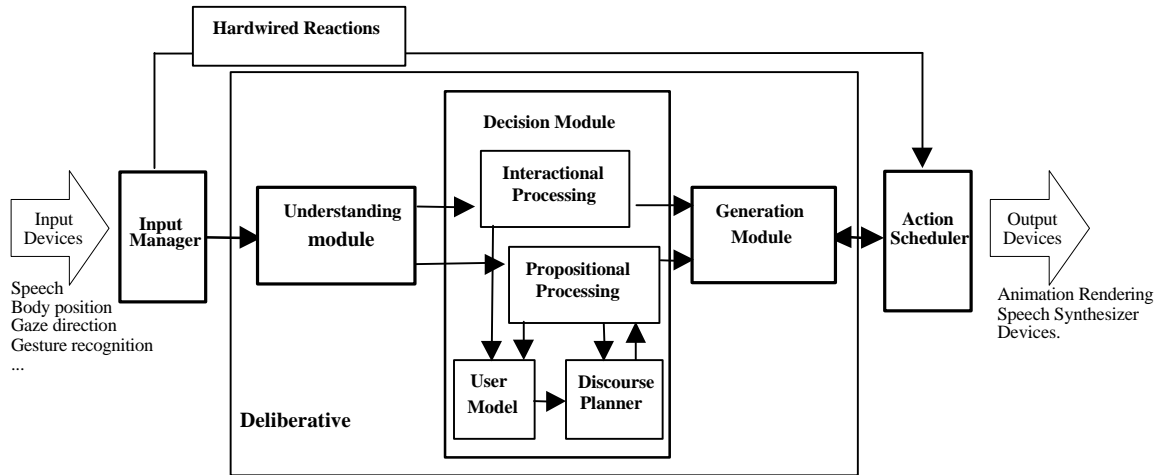 Hardwired Reactions
Decision Module
Interactional
Processing
Understanding
module
Generation
Module
Input
Devices
Input
Manager
Action
Scheduler
Output
Devices
Propositional
Processing
Speech
Body position
Gaze direction
Gesture recognition
...
Animation Rendering
Speech Synthesizer
Devices.
User
Model
Discourse
Planner
Deliberative